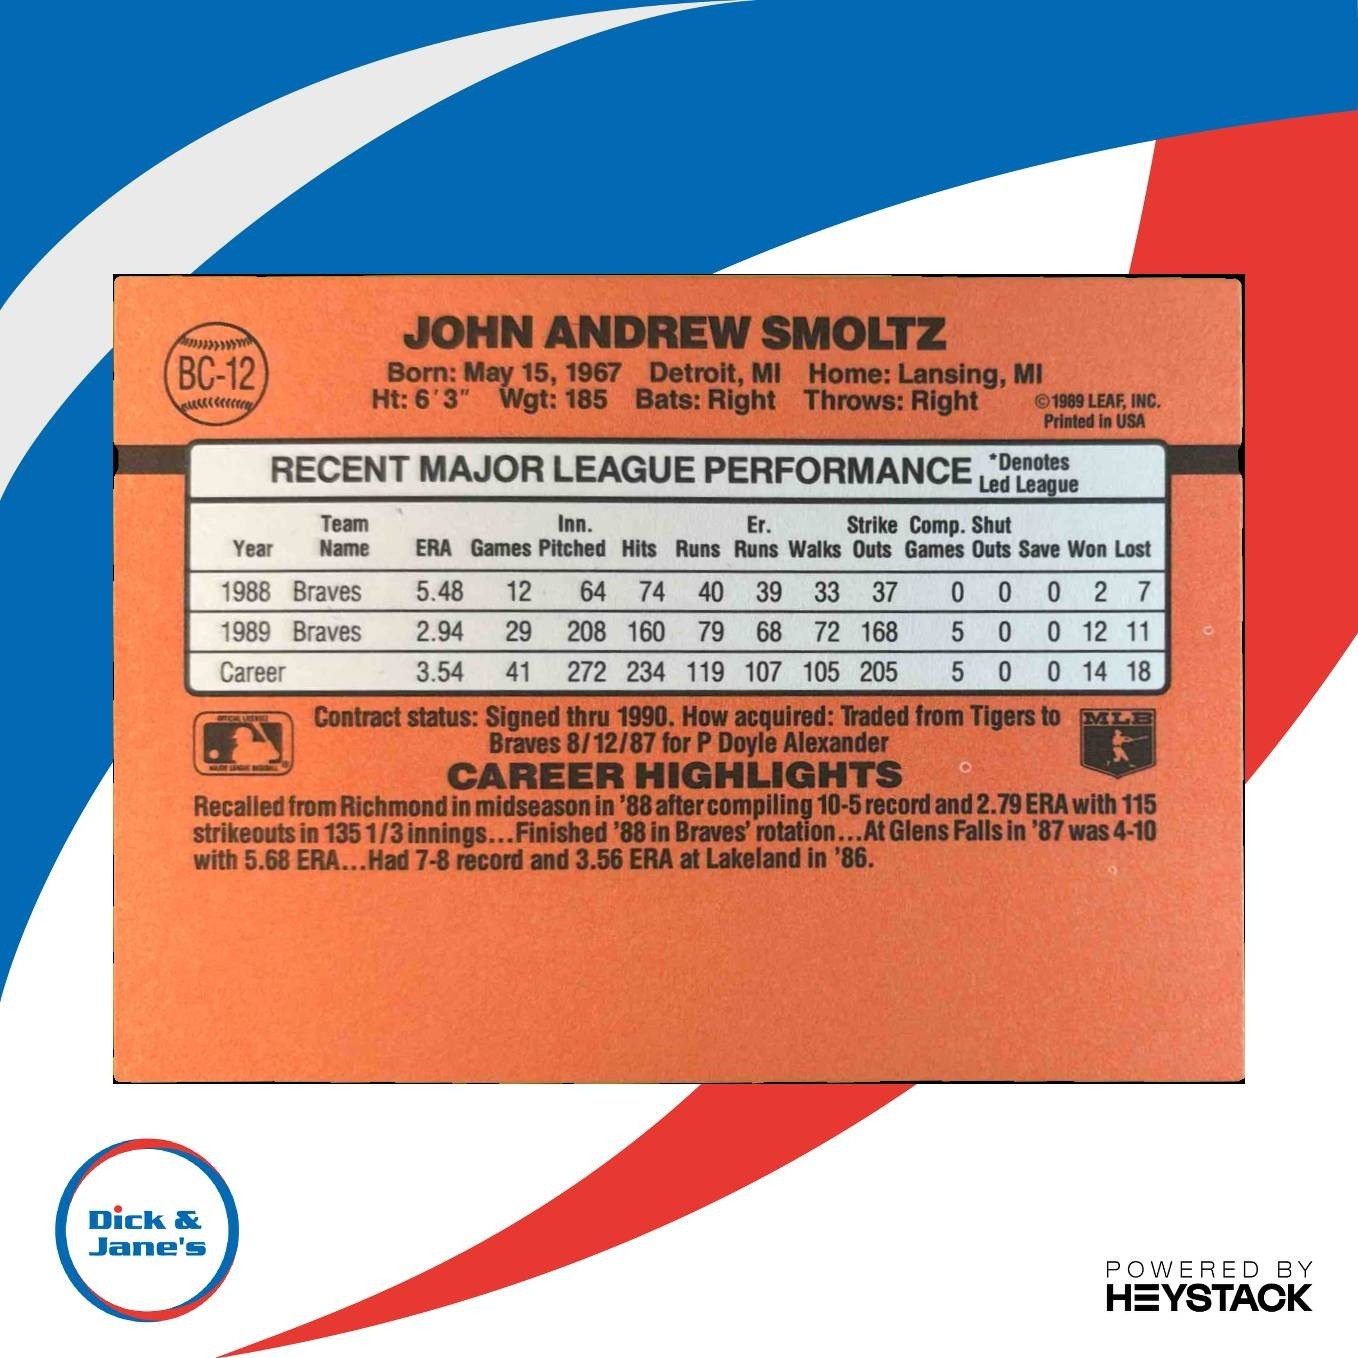 BC-12
JOHN ANDREW SMOLTZ
Born: May 15, 1967 Detroit, MI Home: Lansing, MI
Ht: 6'3" Wgt: 185 Bats: Right Throws: Right
©1989 LEAF, INC.
Printed in USA
RECENT MAJOR LEAGUE PERFORMANCE
*Denotes
Led League
Team Inn. Er. Strike Comp. Shut
Year Name ERA Games Pitched Hits Runs Runs Walks Outs Games Outs Save Won Lost
1988 Braves 5.48 12 64 74 40 39 33 37 0 0 0 2 7
1989 Braves 2.94 29 208 160 79 68 72 168 5 0 0 12 11
Career 3.54 41 272 234 119 107 105 205 5 0 0 14 18
Contract status: Signed thru 1990. How acquired: Traded from Tigers to
Braves 8/12/87 for P Doyle Alexander
MLB
CAREER HIGHLIGHTS
Recalled from Richmond in midseason in '88 after compiling 10-5 record and 2.79 ERA with 115
strikeouts in 135 1/3 innings...Finished '88 in Braves' rotation...At Glens Falls in '87 was 4-10
with 5.68 ERA...Had 7-8 record and 3.56 ERA at Lakeland in '86.
Dick &
Jane's
POWERED BY
HEYSTACK